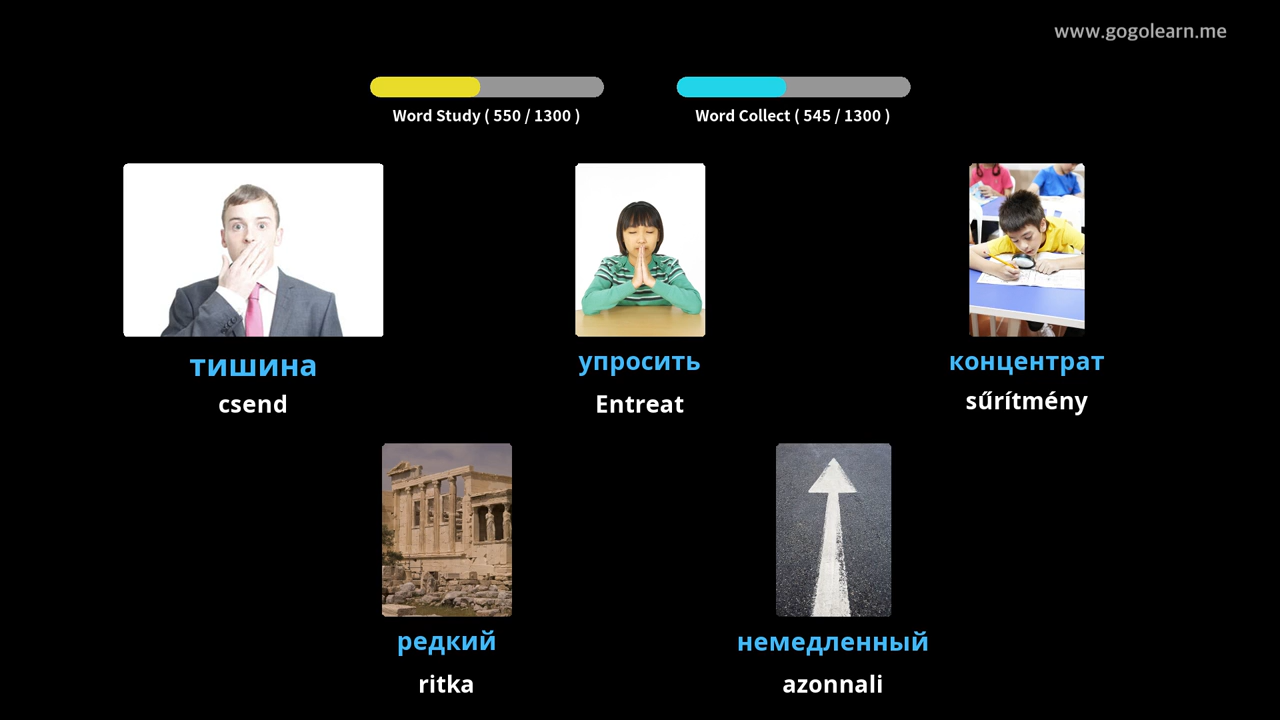 www.gogolearn.me
Word Study ( 550 / 1300 )
Word Collect ( 545 / 1300 )
тишина
csend
упросить
Entreat
концентрат
sűrítmény
редкий
ritka
немедленный
azonnali